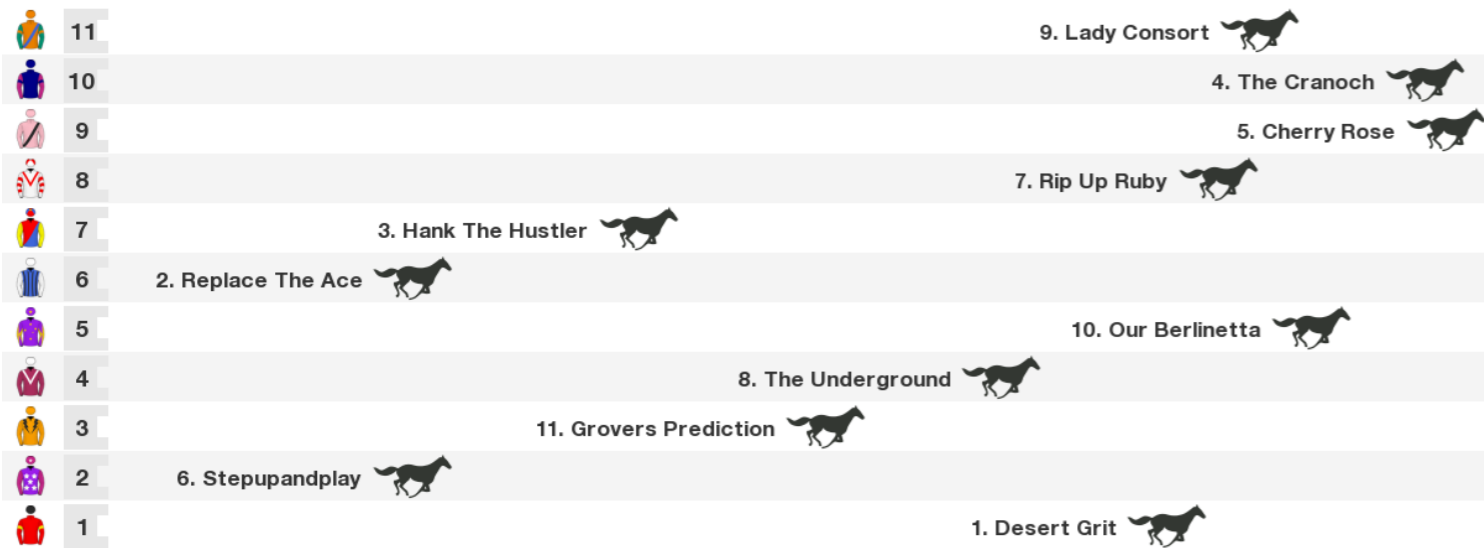 11 9. Lady Consort
10 4. The Cranoch
9 5. Cherry Rose
8 7. Rip Up Ruby
7 3. Hank The Hustler
6 2. Replace The Ace
5 10. Our Berlinetta
4 8. The Underground
3 11. Grovers Prediction
2 6. Stepupandplay
1 1. Desert Grit